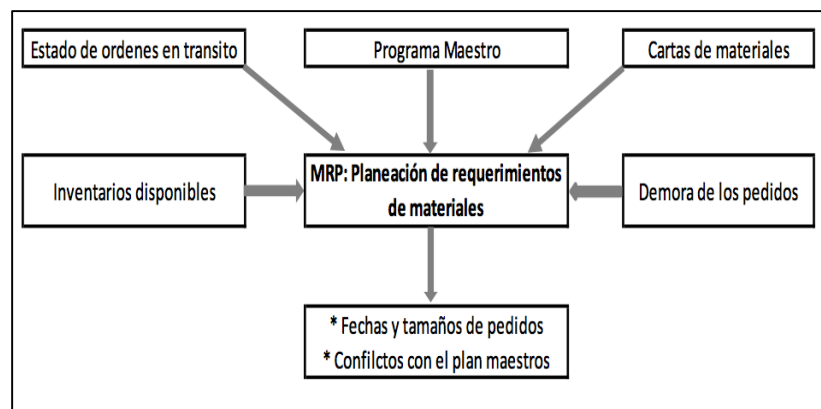 Estado de ordenes en transito
Programa Maestro
Cartas de materiales
Inventarios disponibles
MRP: Planeación de requerimientos
de materiales
Demora de los pedidos
* Fechas y tamaños de pedidos
* Confilctos con el plan maestros